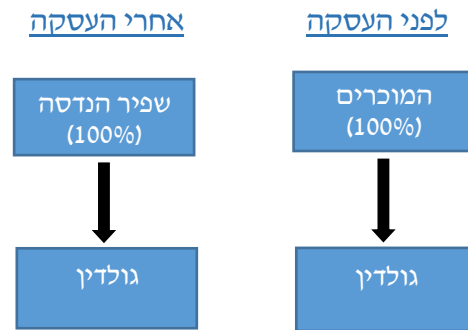 לפני העסקה
אחרי העסקה
המוכרים
(100%)
שפיר הנדסה
(100%)
גולדין
גולדין